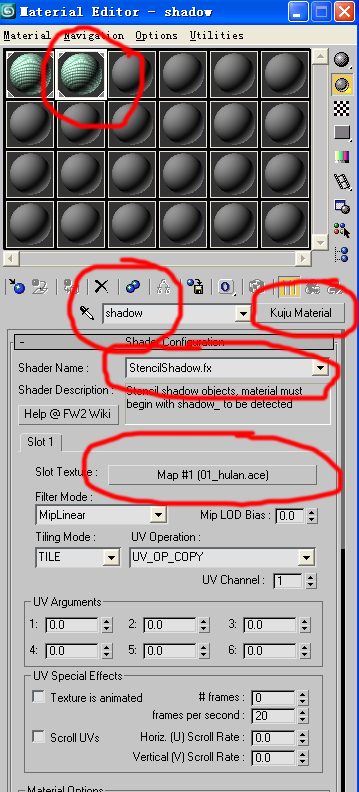 Material Editor - shadow
Material Navigation Options Utilities
shadow Kuju Material
Shader Configuration
Shader Name : StencilShadow.fx
Shader Description : Stencil shadow objects, material must
begin with shadow_ to be detected
Help @ FW2 Wiki
Slot 1
Slot Texture : Map #1 (01_hulan.ace)
Filter Mode :
MipLinear Mip LOD Bias : 0.0
Tiling Mode : UV Operation :
TILE UV_OP_COPY
UV Channel : 1
UV Arguments
1: 0.0 2: 0.0 3: 0.0
4: 0.0 5: 0.0 6: 0.0
UV Special Effects
Texture is animated # frames : 0
frames per second : 20
Scroll UVs Horiz. (U) Scroll Rate : 0.0
Vertical (V) Scroll Rate : 0.0
Material Options